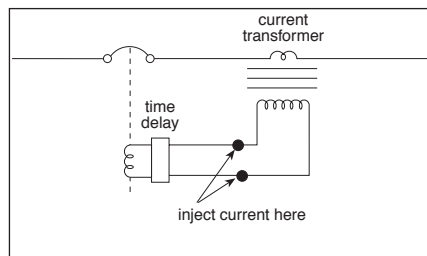 current
transformer
time
delay
inject current here